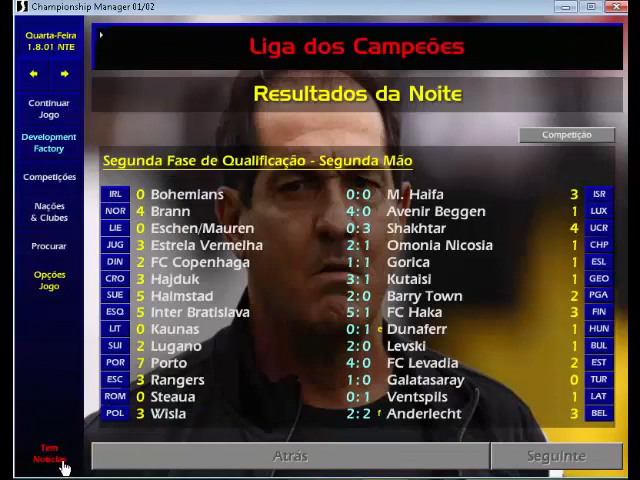 Championship Manager 01/02
Quarta-Feira
1.8.01 NTE
Continuar
Jogo
Development
Factory
Competições
Nações
& Clubes
Procurar
Opções
Jogo
Tem
Notícias
Liga dos Campeões
Resultados da Noite
Competição
Segunda Fase de Qualificação - Segunda Mão
IRL 0 Bohemians 0:0 M. Haifa 3 ISR
NOR 4 Brann 4:0 Avenir Beggen 1 LUX
LIE 0 Eschen/Mauren 0:3 Shakhtar 4 UCR
JUG 3 Estrela Vermelha 2:1 Omonia Nicosia 1 CHP
DIN 2 FC Copenhaga 1:1 Gorica 1 ESL
CRO 3 Hajduk 3:1 Kutaisi 1 GEO
SUE 5 Halmstad 2:0 Barry Town 2 PGA
ESQ 5 Inter Bratislava 5:1 FC Haka 3 FIN
LIT 0 Kaunas 0:1 Dunaferr 1 HUN
SUI 2 Lugano 2:0 Levski 1 BUL
POR 7 Porto 4:0 FC Levadia 2 EST
ESC 3 Rangers 1:0 Galatasaray 0 TUR
ROM 0 Steaua 0:1 Ventspils 1 LAT
POL 3 Wisla 2:2 Anderlecht 3 BEL
Atrás
Seguinte